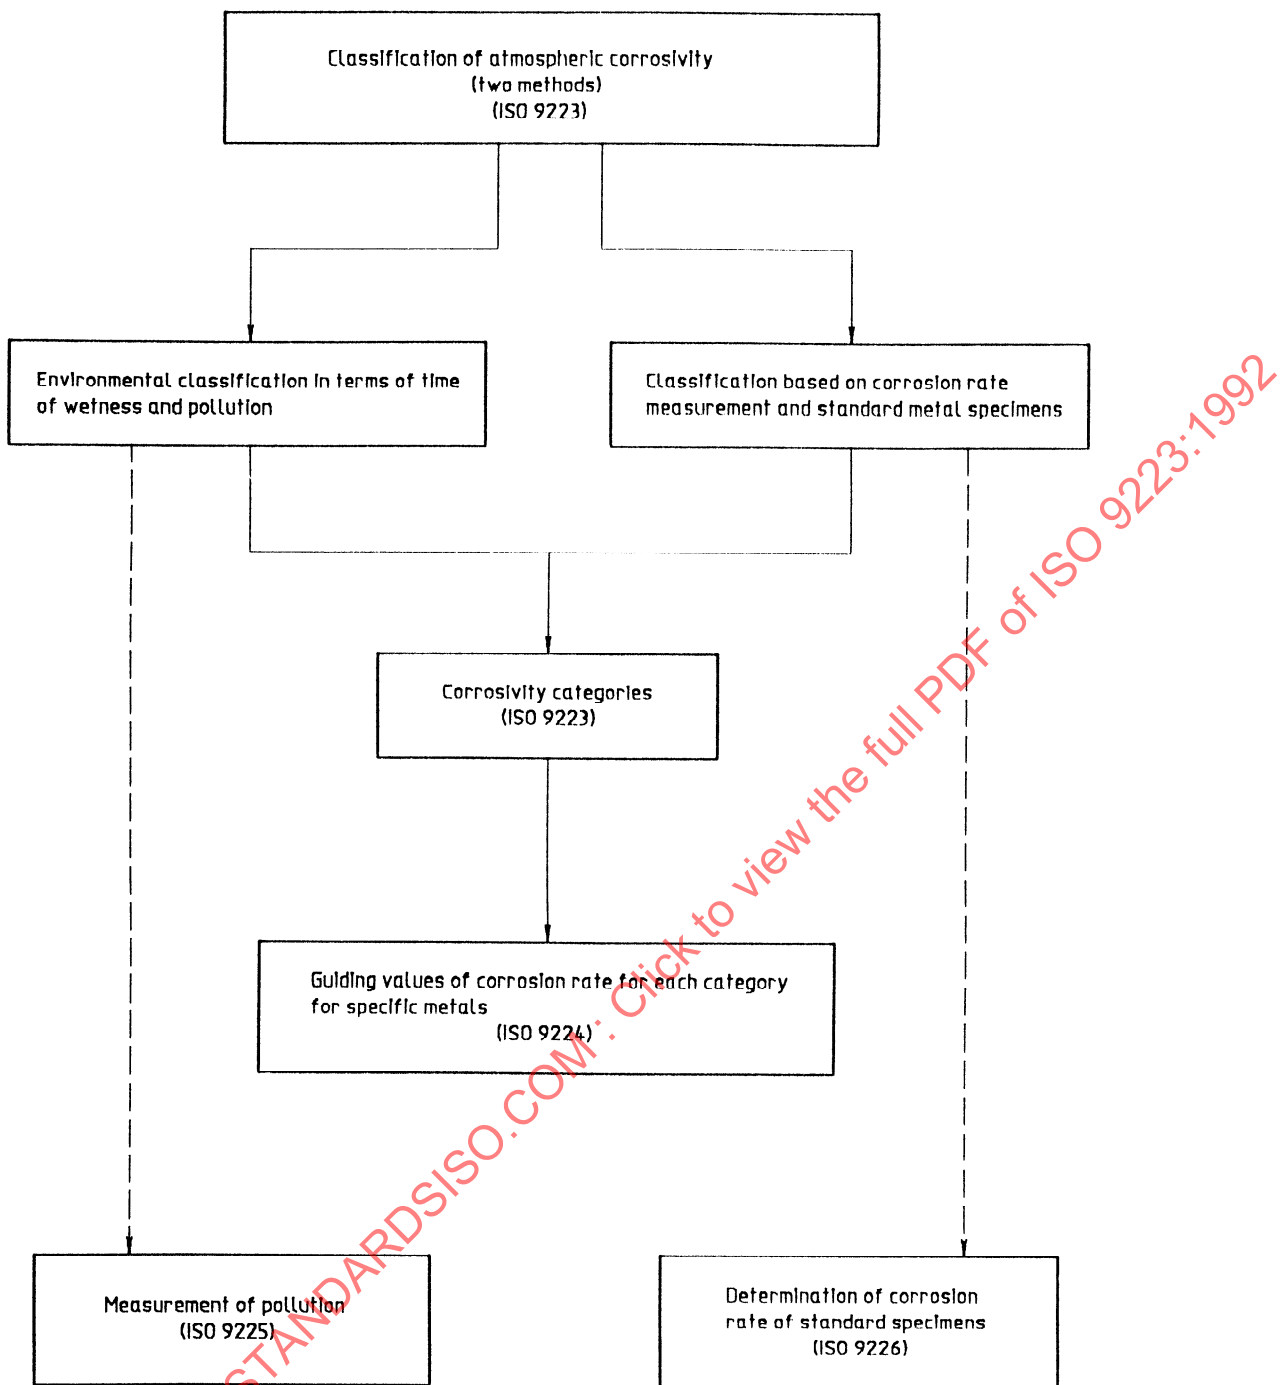 Classification of atmospheric corrosivity
(two methods)
(ISO 9223)
Environmental classification in terms of time
of wetness and pollution
Classification based on corrosion rate
measurement and standard metal specimens
Corrosivity categories
(ISO 9223)
Guiding values of corrosion rate for each category
for specific metals
(ISO 9224)
Measurement of pollution
(ISO 9225)
Determination of corrosion
rate of standard specimens
(ISO 9226)
STANDARDSISO.COM : Click to view the full PDF of ISO 9223:1992